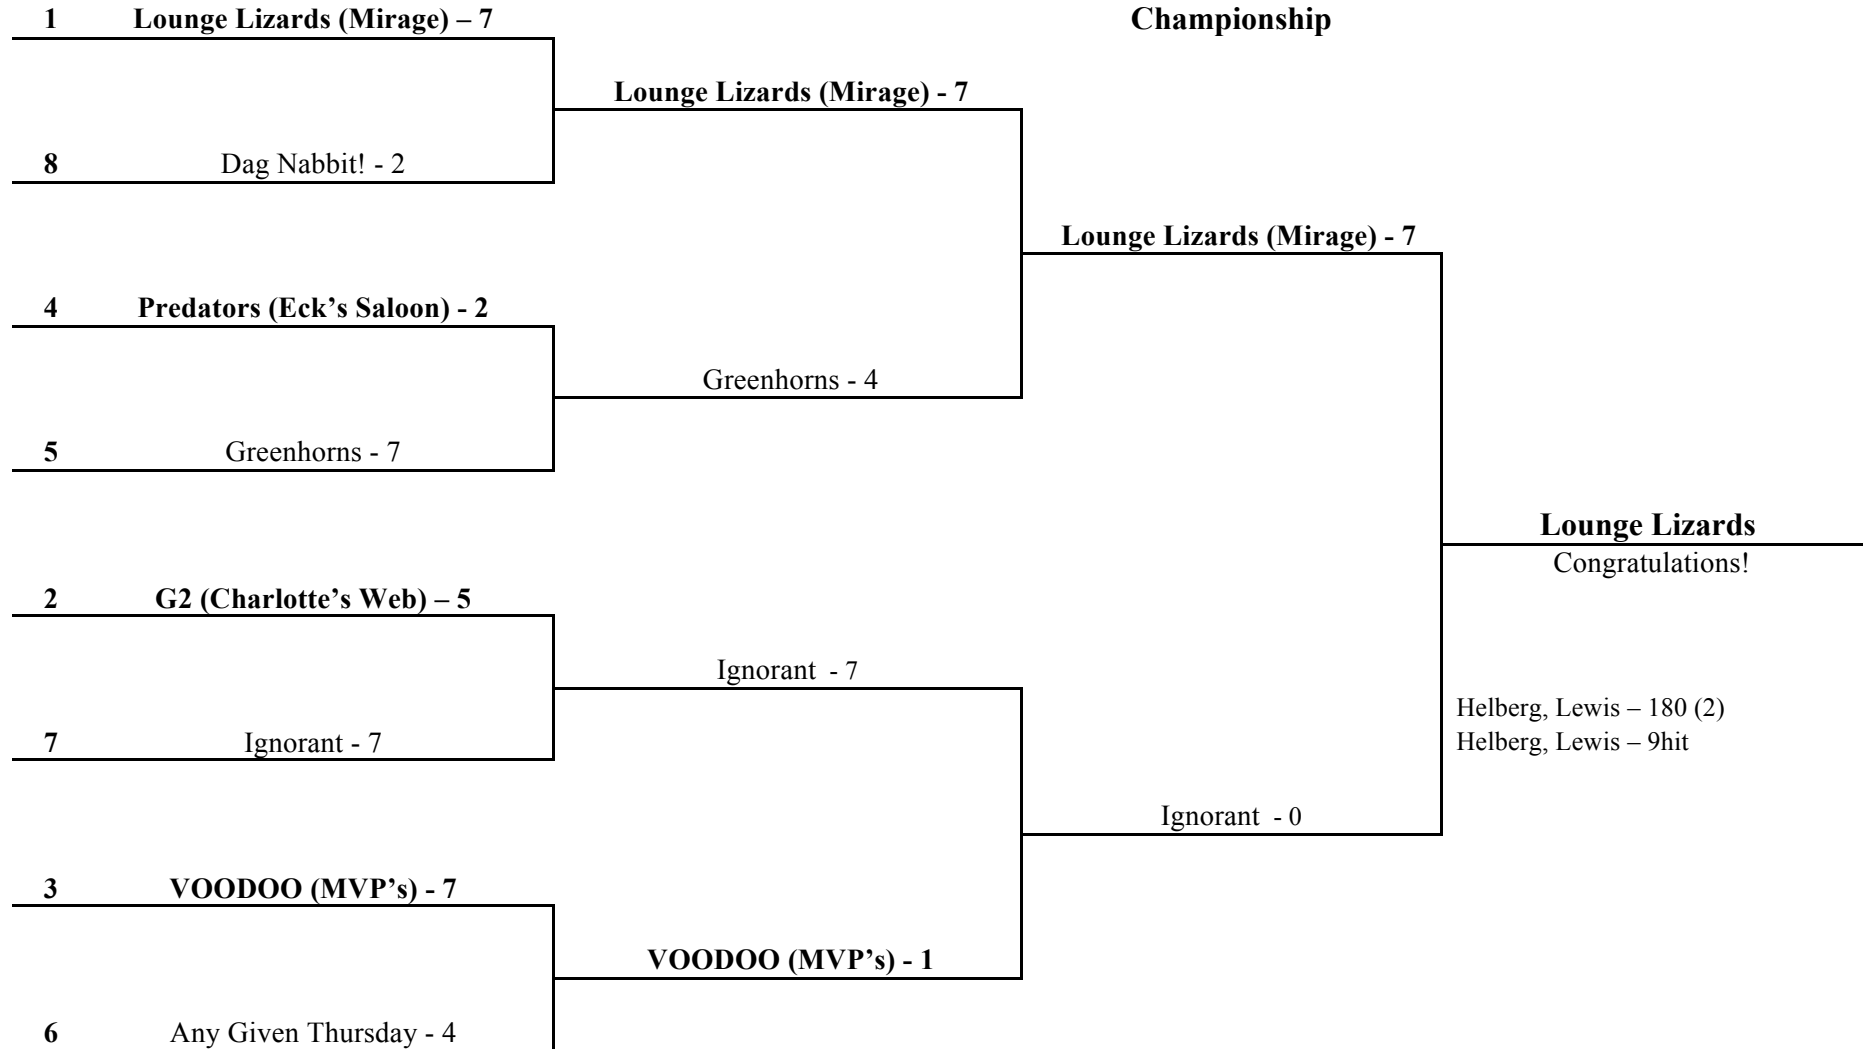 1 Lounge Lizards (Mirage) – 7
Championship
Lounge Lizards (Mirage) - 7
8 Dag Nabbit! - 2
Lounge Lizards (Mirage) - 7
4 Predators (Eck’s Saloon) - 2
Greenhorns - 4
5 Greenhorns - 7
Lounge Lizards
Congratulations!
2 G2 (Charlotte’s Web) – 5
Ignorant - 7
Helberg, Lewis – 180 (2)
7 Ignorant - 7
Helberg, Lewis – 9hit
Ignorant - 0
3 VOODOO (MVP’s) - 7
VOODOO (MVP’s) - 1
6 Any Given Thursday - 4